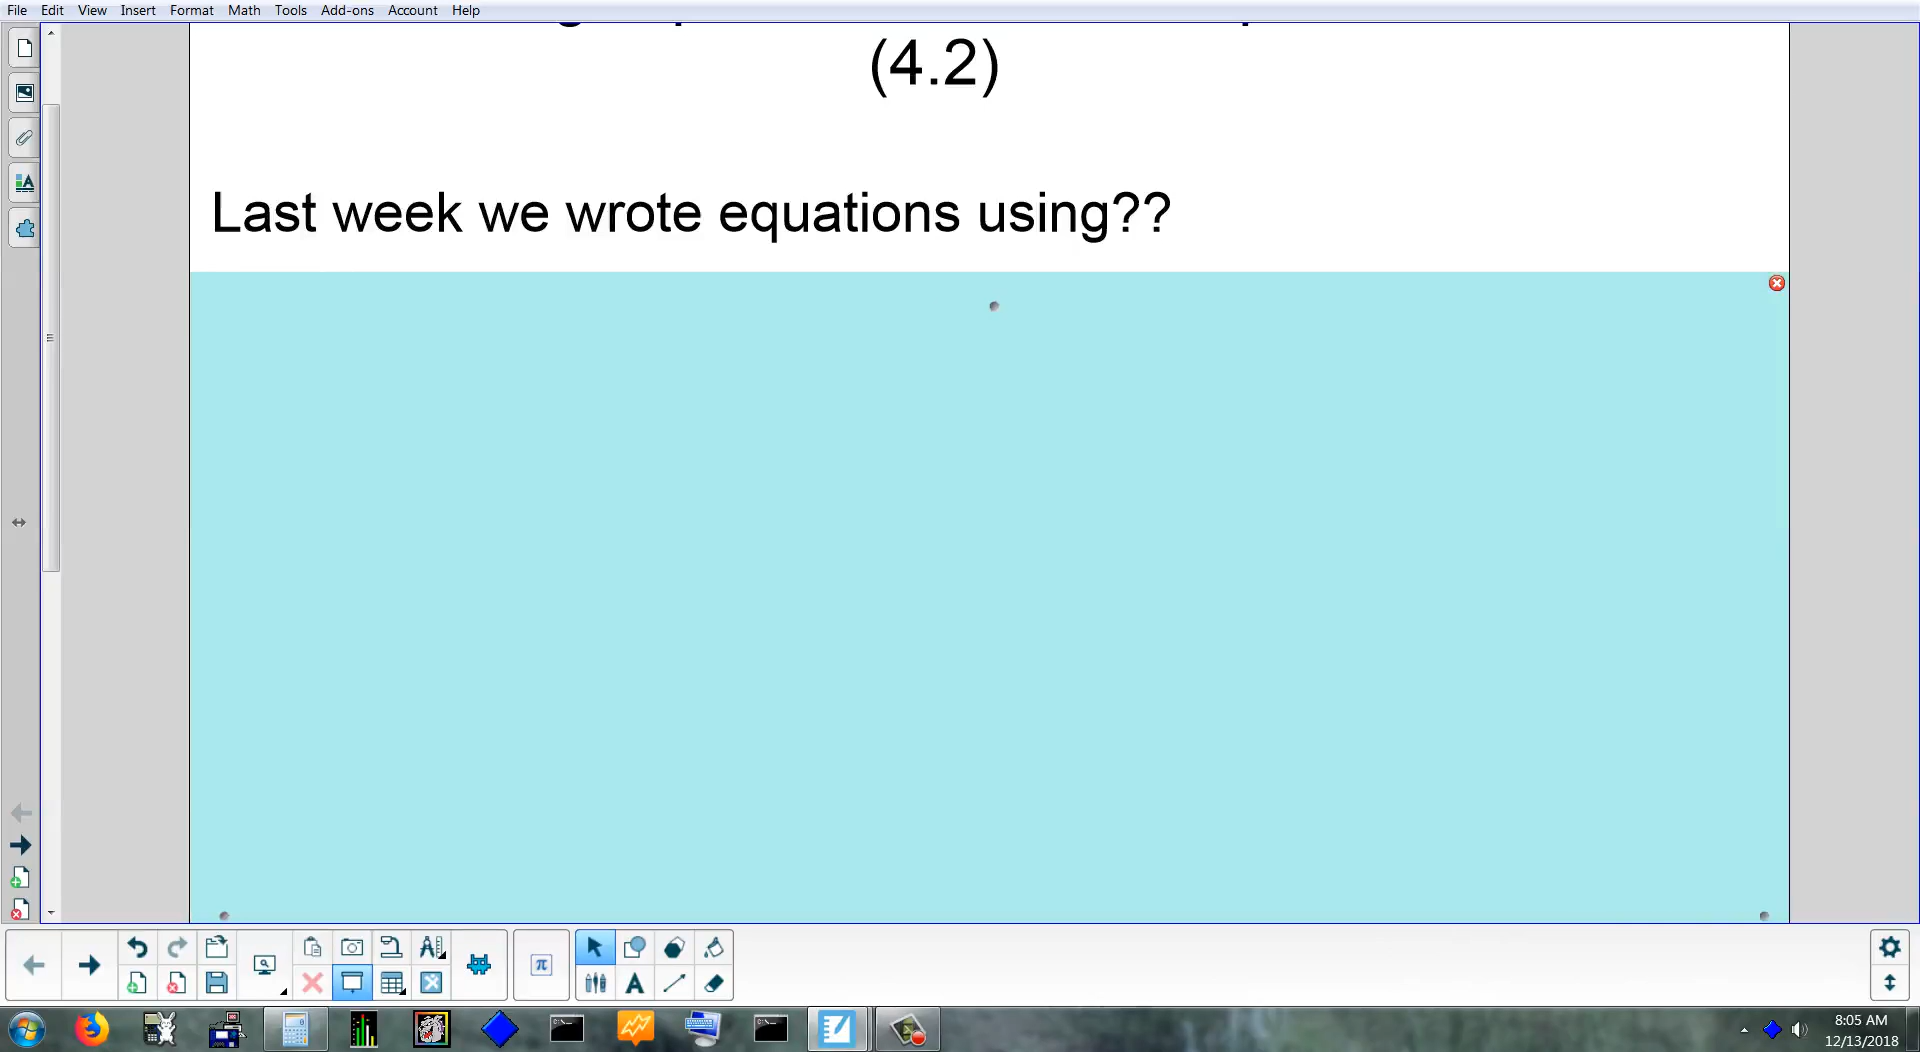 File Edit View Insert Format Math Tools Add-ons Account Help
(4.2)
Last week we wrote equations using??
π
A
8:05 AM
12/13/2018